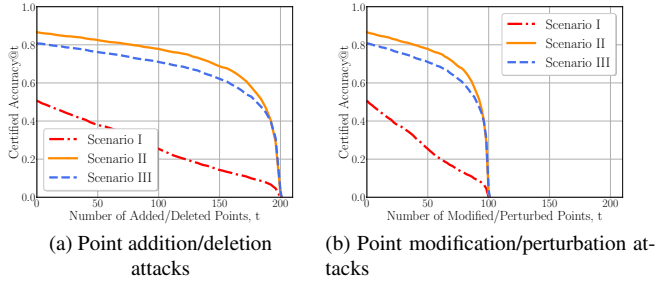 Certified Accuracy@t
1.0
0.8
0.6
0.4
0.2
0.0
Scenario I
Scenario II
Scenario III
0 50 100 150 200
Number of Added/Deleted Points, t
(a) Point addition/deletion
attacks
Certified Accuracy@t
1.0
0.8
0.6
0.4
0.2
0.0
Scenario I
Scenario II
Scenario III
0 50 100 150 200
Number of Modified/Perturbed Points, t
(b) Point modification/perturbation at-
tacks